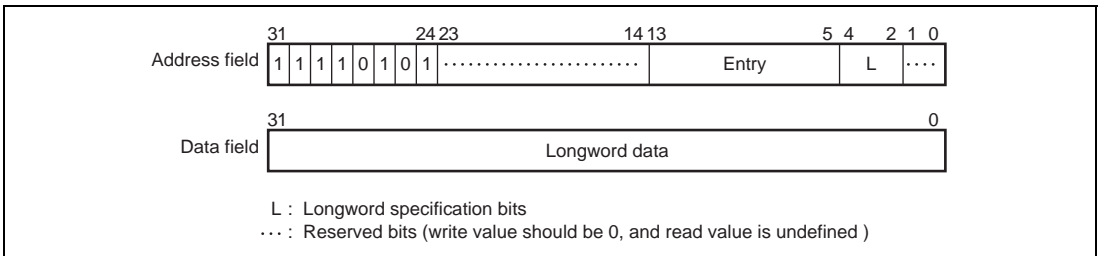 31 24 23 14 13 5 4 2 1 0
Address field 1 1 1 1 0 1 0 1 ························ Entry L ····
31 0
Data field Longword data
L : Longword specification bits
··· : Reserved bits (write value should be 0, and read value is undefined )